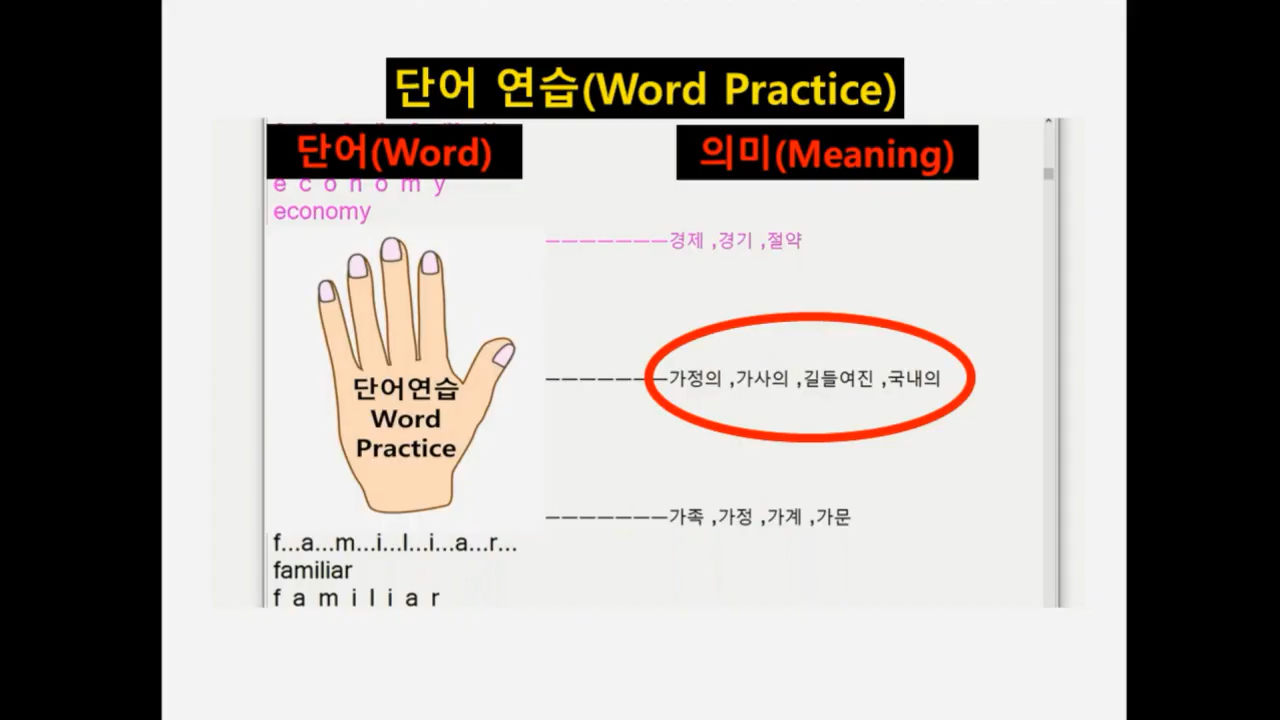 단어 연습(Word Practice)
단어(Word)
의미(Meaning)
e c o n o m y
economy
———————경제 ,경기 ,절약
단어연습
Word
Practice
———————가정의 ,가사의 ,길들여진 ,국내의
———————가족 ,가정 ,가계 ,가문
f...a...m...i...l...i...a...r...
familiar
f a m i l i a r